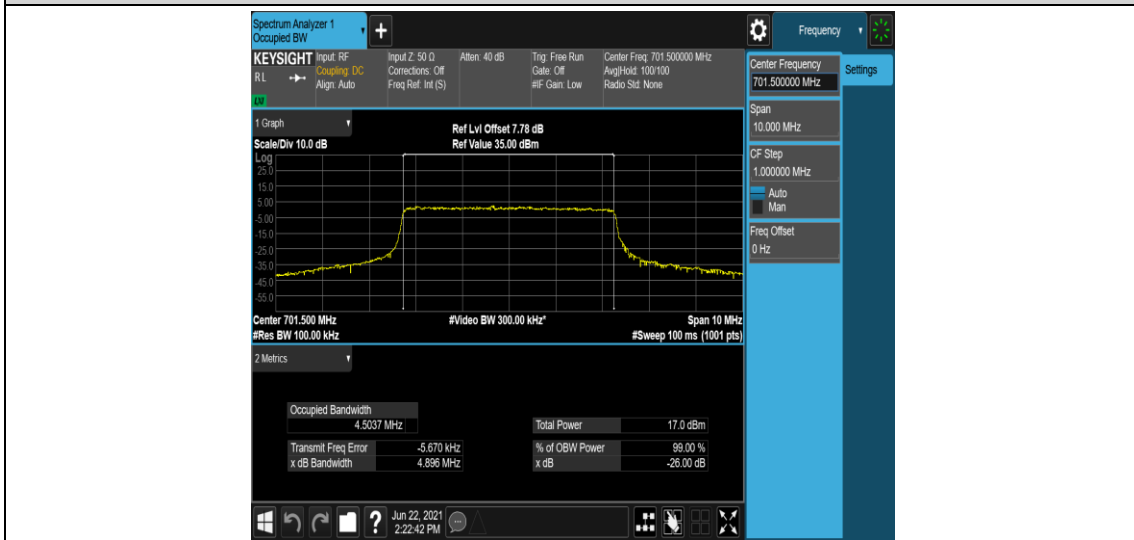 Spectrum Analyzer 1
Occupied BW
Frequency
KEYSIGHT
RL
LXI
Input: RF
Coupling: DC
Align: Auto
Input Z: 50 Ω
Corrections: Off
Freq Ref: Int (S)
Atten: 40 dB
Trig: Free Run
Gate: Off
#IF Gain: Low
Center Freq: 701.500000 MHz
Avg|Hold: 100/100
Radio Std: None
Center Frequency
701.500000 MHz
Settings
Span
10.000 MHz
CF Step
1.000000 MHz
Auto
Man
Freq Offset
0 Hz
1 Graph
Scale/Div 10.0 dB
Ref Lvl Offset 7.78 dB
Ref Value 35.00 dBm
Log
25.0
15.0
5.00
-5.00
-15.0
-25.0
-35.0
-45.0
-55.0
Center 701.500 MHz
#Video BW 300.00 kHz*
Span 10 MHz
#Res BW 100.00 kHz
#Sweep 100 ms (1001 pts)
2 Metrics
Occupied Bandwidth
4.5037 MHz
Total Power 17.0 dBm
Transmit Freq Error -5.670 kHz
% of OBW Power 99.00 %
x dB Bandwidth 4.896 MHz
x dB -26.00 dB
?
Jun 22, 2021
2:22:42 PM